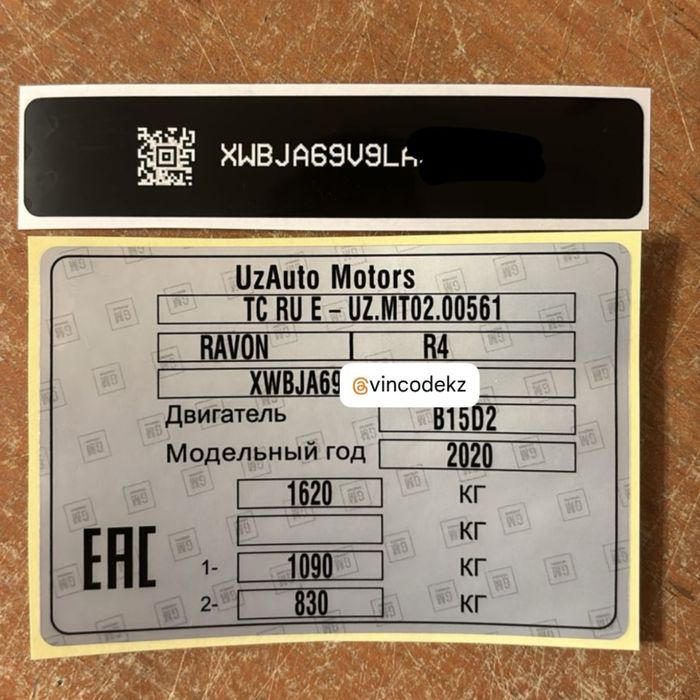 XWBJA69V9LA
UzAuto Motors
TC RU E – UZ.MT02.00561
RAVON R4
XWBJA69
@vincodekz
Двигатель B15D2
Модельный год 2020
1620 КГ
КГ
EAC
1- 1090 КГ
2- 830 КГ